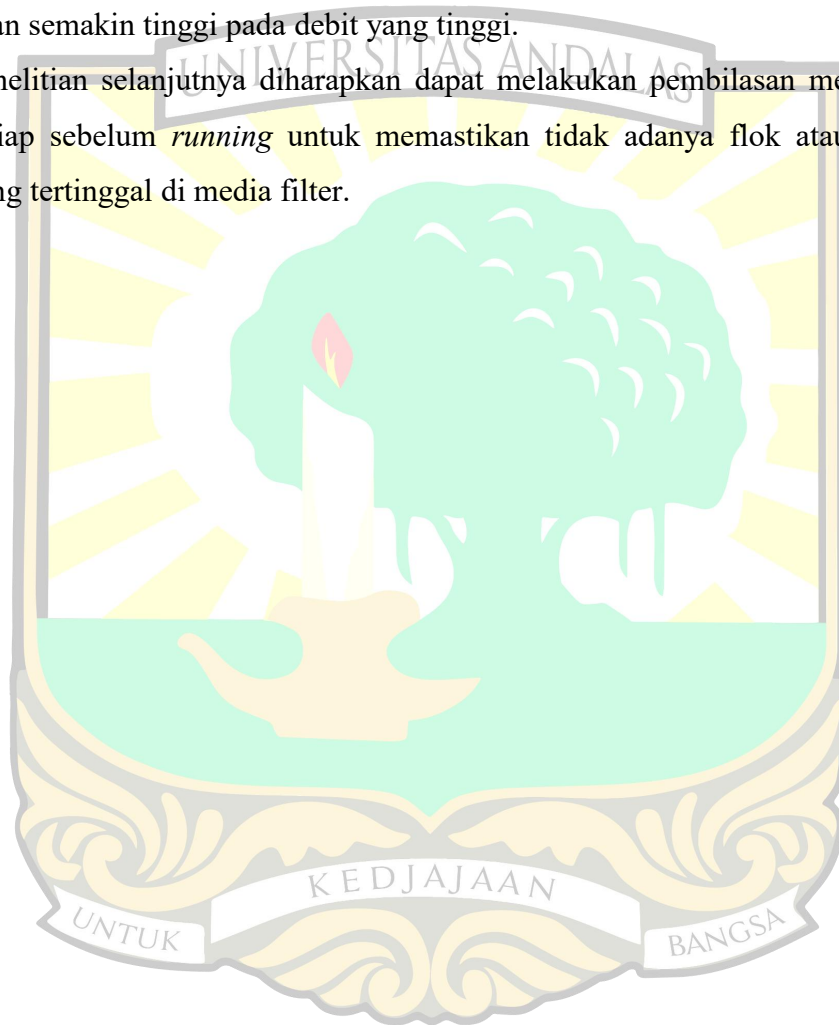 an semakin tinggi pada debit yang tinggi.
UNIVERSITAS ANDALAS
nelitian selanjutnya diharapkan dapat melakukan pembilasan me
iap sebelum running untuk memastikan tidak adanya flok atau
ng tertinggal di media filter.
KEDJAJAAN
UNTUK
BANGSA